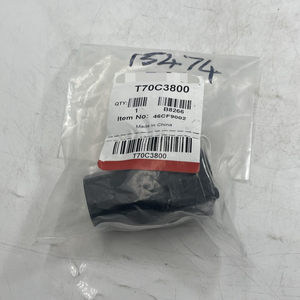 15474
T70C3800
QTY:
1 B8266
Item No: 46CF9002
Made in China
T70C3800